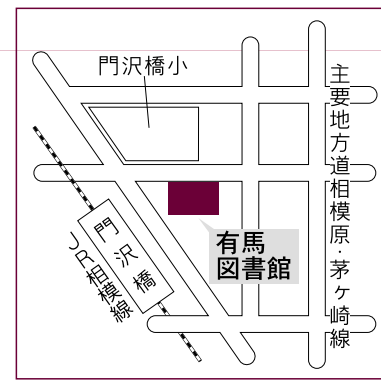 門沢橋小
主要地方道相模原・茅ヶ崎線
有馬
図書館
門沢橋
JR相模線